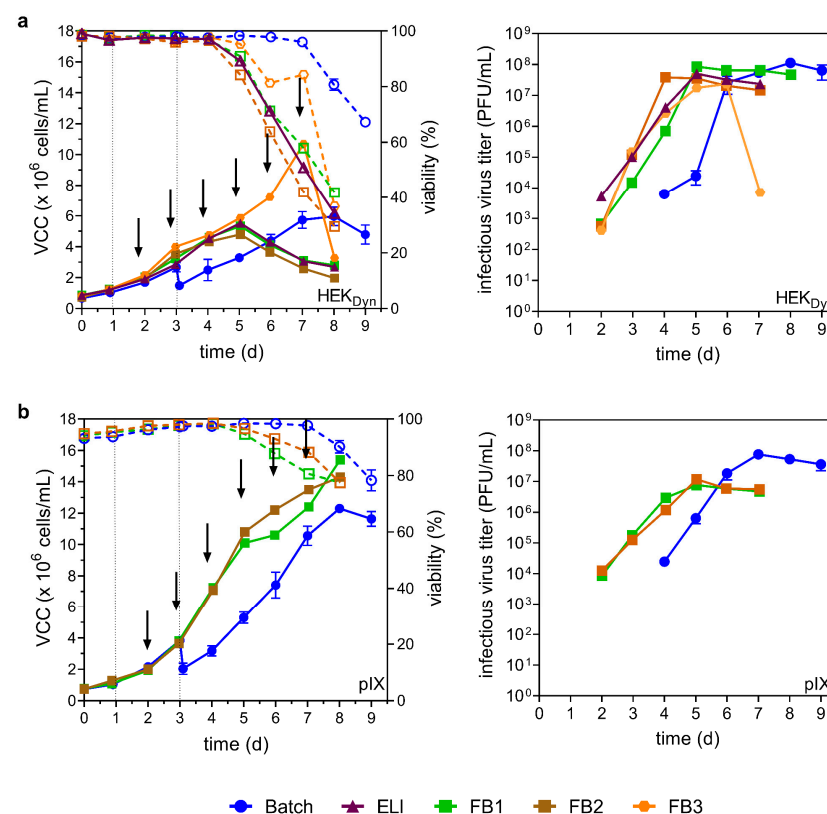 a
18
16
14
12
10
8
6
4
2
0
VCC (x 10⁶ cells/mL)
100
80
60
40
20
0
viability (%)
HEK_Dyn
0 1 2 3 4 5 6 7 8 9
time (d)
10⁹
10⁸
10⁷
10⁶
10⁵
10⁴
10³
10²
10¹
10⁰
infectious virus titer (PFU/mL)
HEK_Dy
0 1 2 3 4 5 6 7 8 9
time (d)
b
18
16
14
12
10
8
6
4
2
0
VCC (x 10⁶ cells/mL)
100
80
60
40
20
0
viability (%)
pIX
0 1 2 3 4 5 6 7 8 9
time (d)
10⁹
10⁸
10⁷
10⁶
10⁵
10⁴
10³
10²
10¹
10⁰
infectious virus titer (PFU/mL)
pIX
0 1 2 3 4 5 6 7 8 9
time (d)
Batch ELI FB1 FB2 FB3